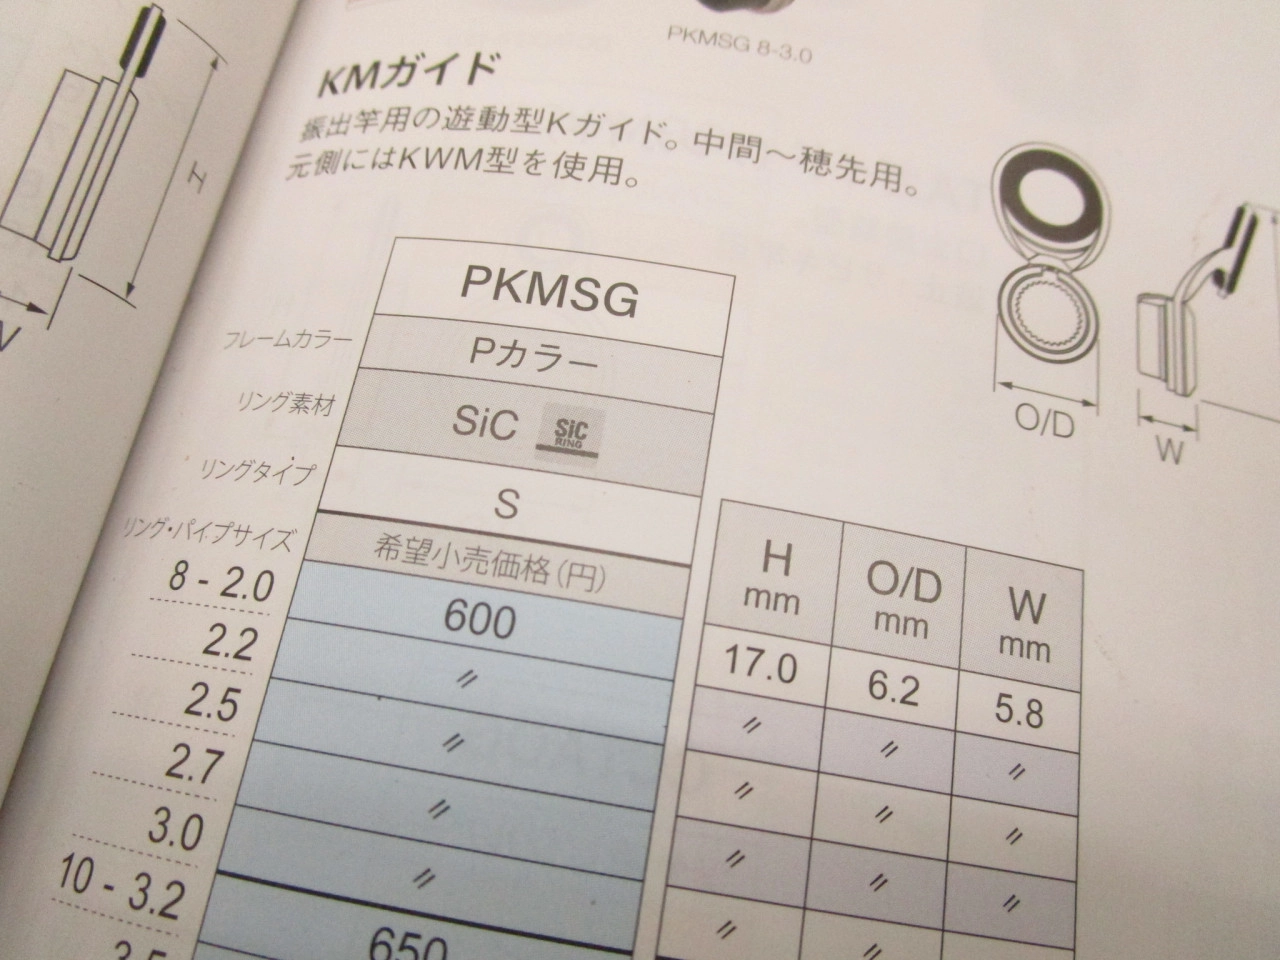 PKMSG 8-3.0
KMガイド
振出竿用の遊動型Kガイド。中間〜穂先用。
元側にはKWM型を使用。
H
O/D
W
PKMSG
フレームカラー Pカラー
リング素材 SiC SiC RING
リングタイプ S
リング・パイプサイズ 希望小売価格(円) H mm O/D mm W mm
8 - 2.0 600 17.0 6.2 5.8
2.2 〃 〃 〃 〃
2.5 〃 〃 〃 〃
2.7 〃 〃 〃 〃
3.0 〃 〃 〃
10 - 3.2 650
3.5